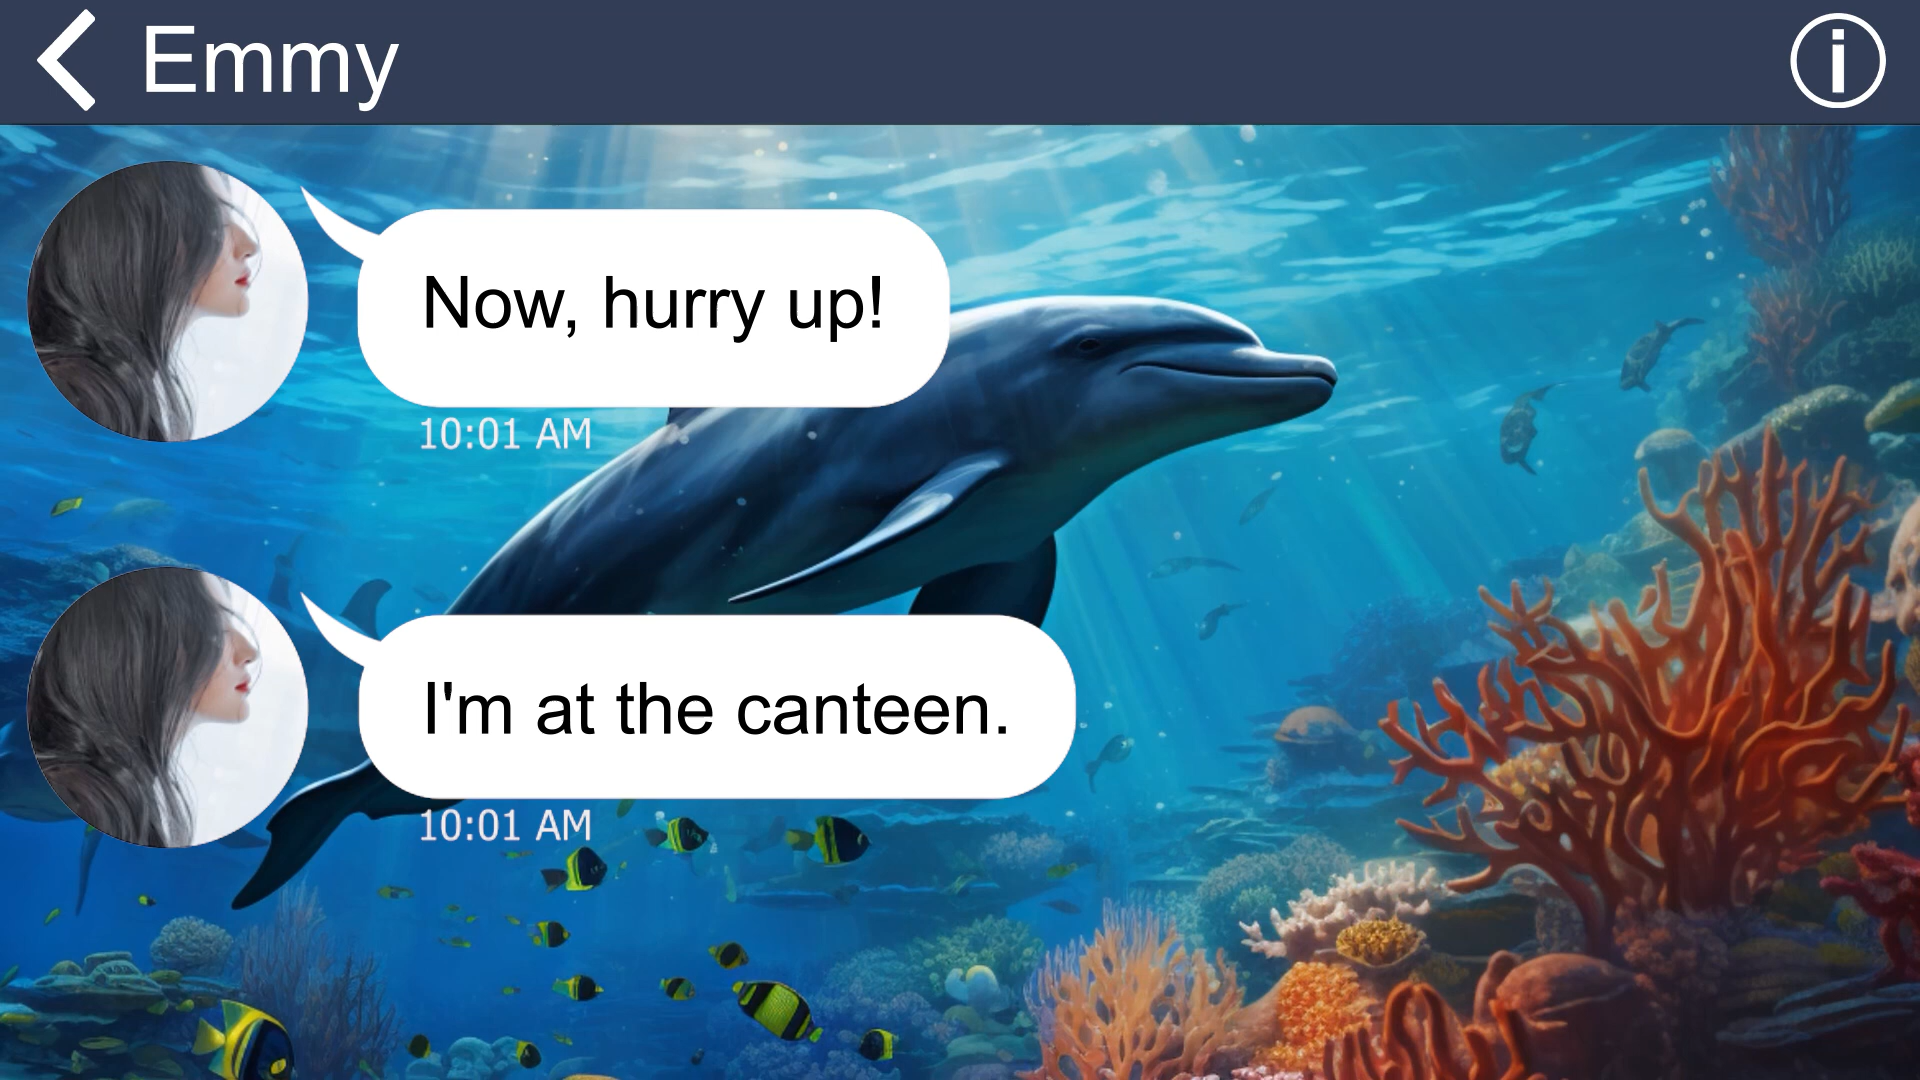 Emmy
Now, hurry up!
10:01 AM
I'm at the canteen.
10:01 AM